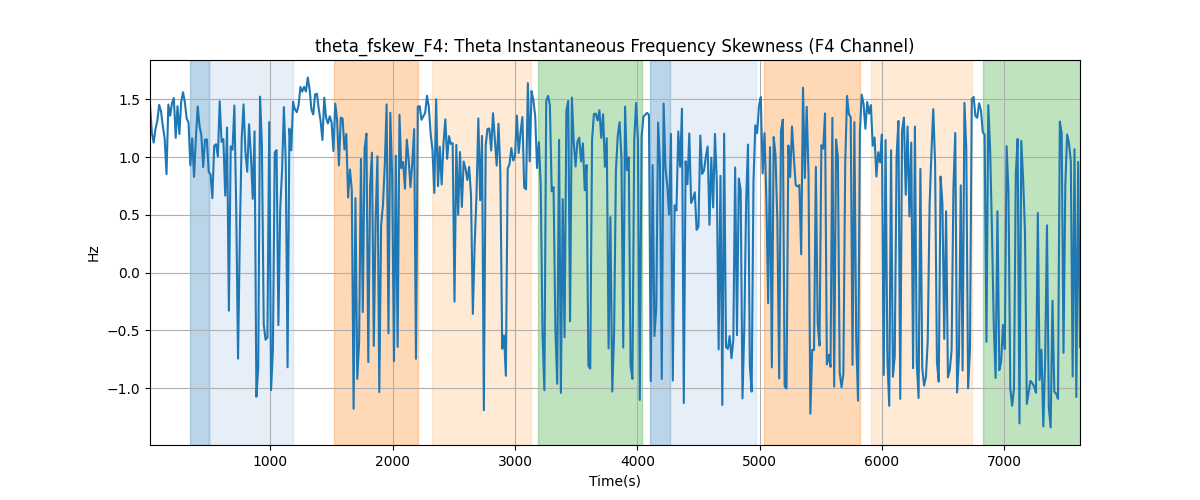 theta_fskew_F4: Theta Instantaneous Frequency Skewness (F4 Channel)
1.5
1.0
0.5
0.0
−0.5
−1.0
Hz
1000 2000 3000 4000 5000 6000 7000
Time(s)